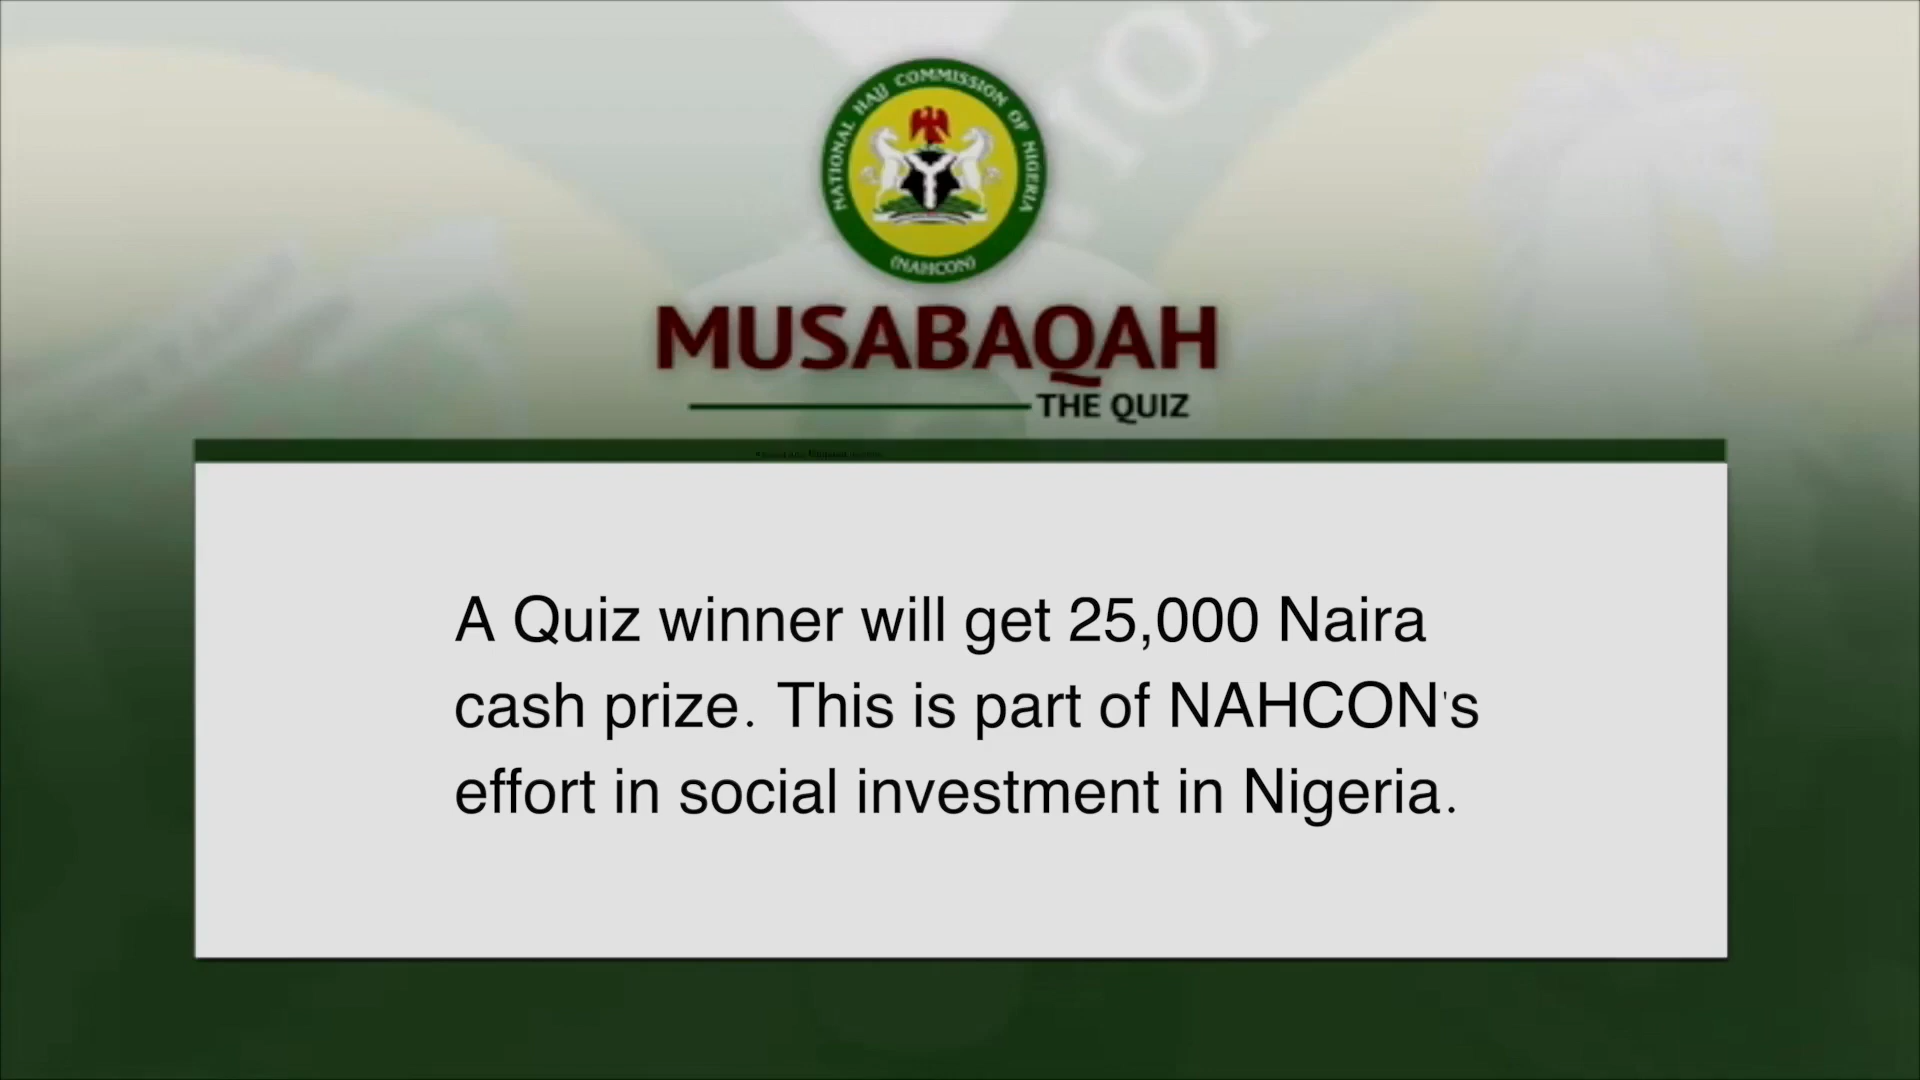 NATIONAL HAJJ COMMISSION OF NIGERIA
(NAHCON)
MUSABAQAH
THE QUIZ
A Quiz winner will get 25,000 Naira
cash prize. This is part of NAHCON's
effort in social investment in Nigeria.